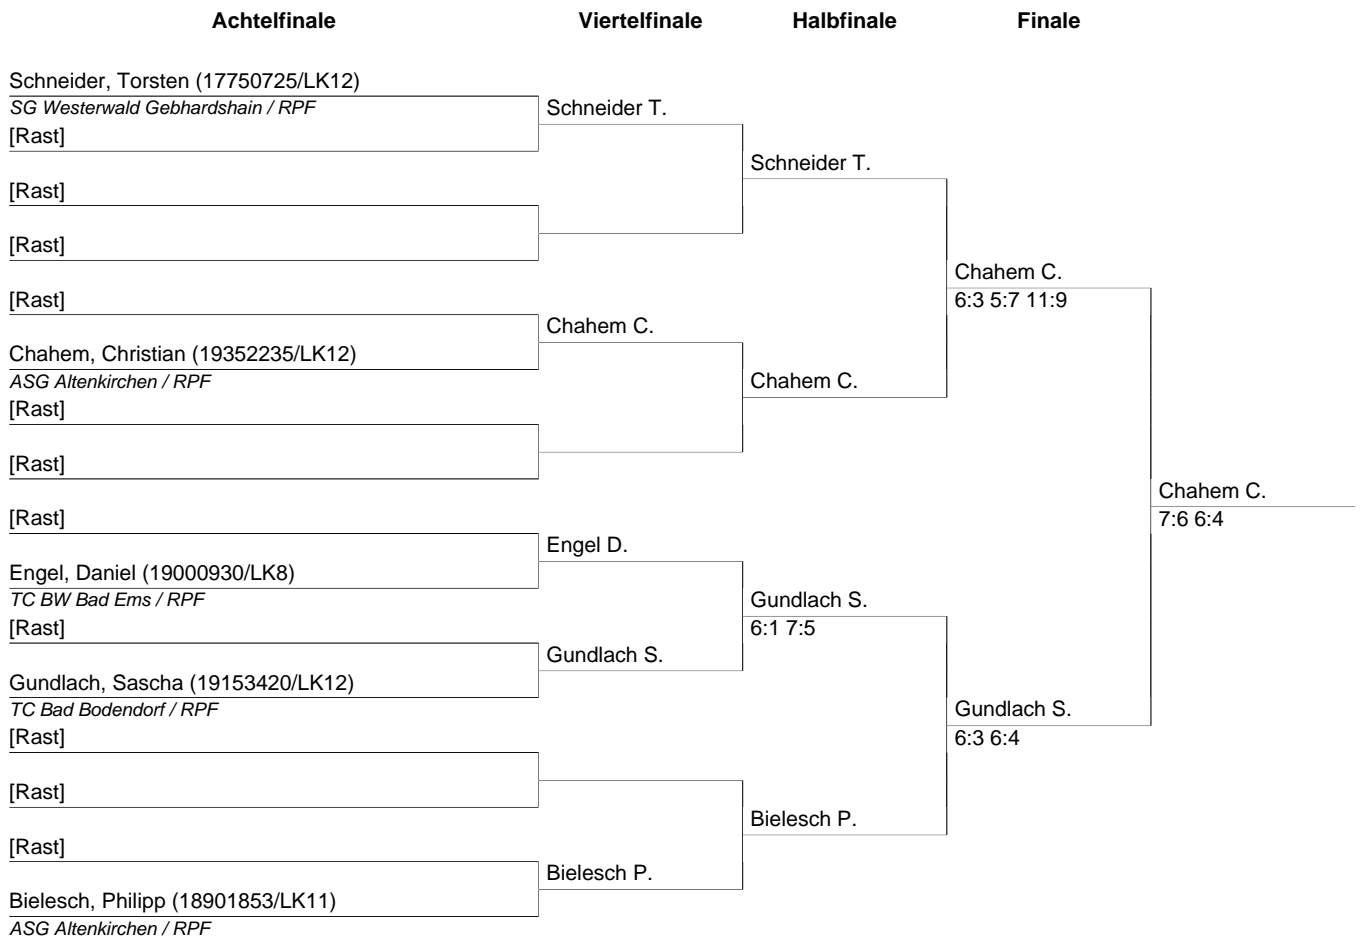 Achtelfinale Viertelfinale Halbfinale Finale
Schneider, Torsten (17750725/LK12)
SG Westerwald Gebhardshain / RPF
Schneider T.
[Rast]
Schneider T.
[Rast]
[Rast]
Chahem C.
[Rast]
6:3 5:7 11:9
Chahem C.
Chahem, Christian (19352235/LK12)
ASG Altenkirchen / RPF
Chahem C.
[Rast]
[Rast]
Chahem C.
[Rast]
7:6 6:4
Engel D.
Engel, Daniel (19000930/LK8)
TC BW Bad Ems / RPF
Gundlach S.
[Rast]
6:1 7:5
Gundlach S.
Gundlach, Sascha (19153420/LK12)
TC Bad Bodendorf / RPF
Gundlach S.
[Rast]
6:3 6:4
[Rast]
Bielesch P.
[Rast]
Bielesch P.
Bielesch, Philipp (18901853/LK11)
ASG Altenkirchen / RPF